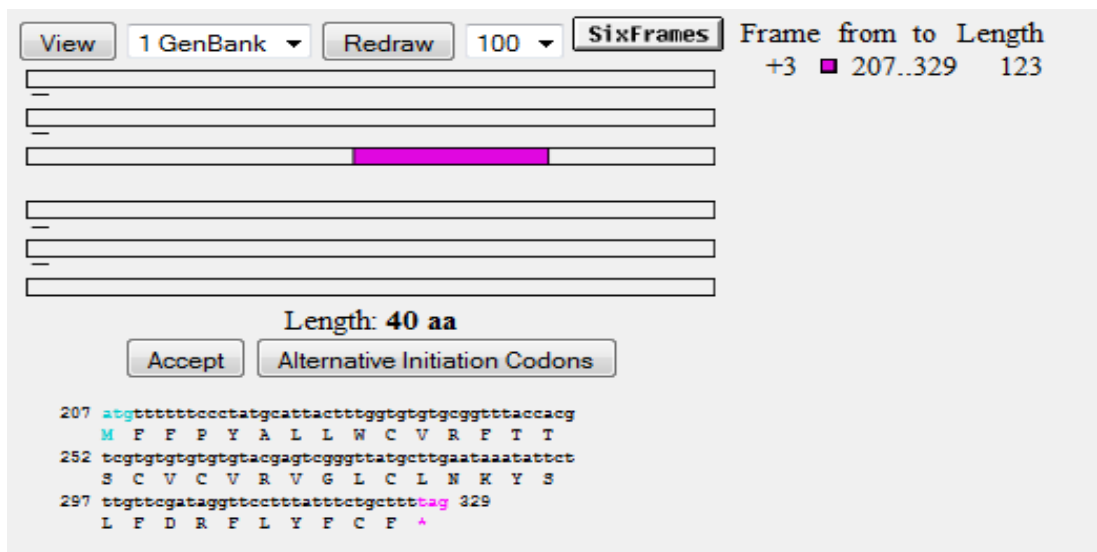 View 1 GenBank Redraw 100 SixFrames Frame from to Length
+3 207..329 123
Length: 40 aa
Accept Alternative Initiation Codons
207 atgttttttccctatgcattactttggtgtgtgcggtttaccacg
M F F P Y A L L W C V R F T T
252 tcgtgtgtgtgtgtacgagtcgggttatgcttgaataaatattct
S C V C V R V G L C L N K Y S
297 ttgttcgataggttcctttatttctgcttttag 329
L F D R F L Y F C F *